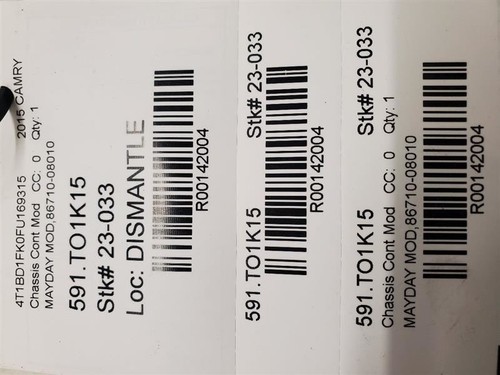 4T1BD1FK0FU169315 2015 CAMRY
Chassis Cont Mod CC: 0 Qty: 1
MAYDAY MOD,86710-08010
591.TO1K15
Stk# 23-033
Loc: DISMANTLE
R00142004
591.TO1K15 Stk# 23-033
R00142004
591.TO1K15 Stk# 23-033
Chassis Cont Mod CC: 0 Qty: 1
MAYDAY MOD,86710-08010
R00142004